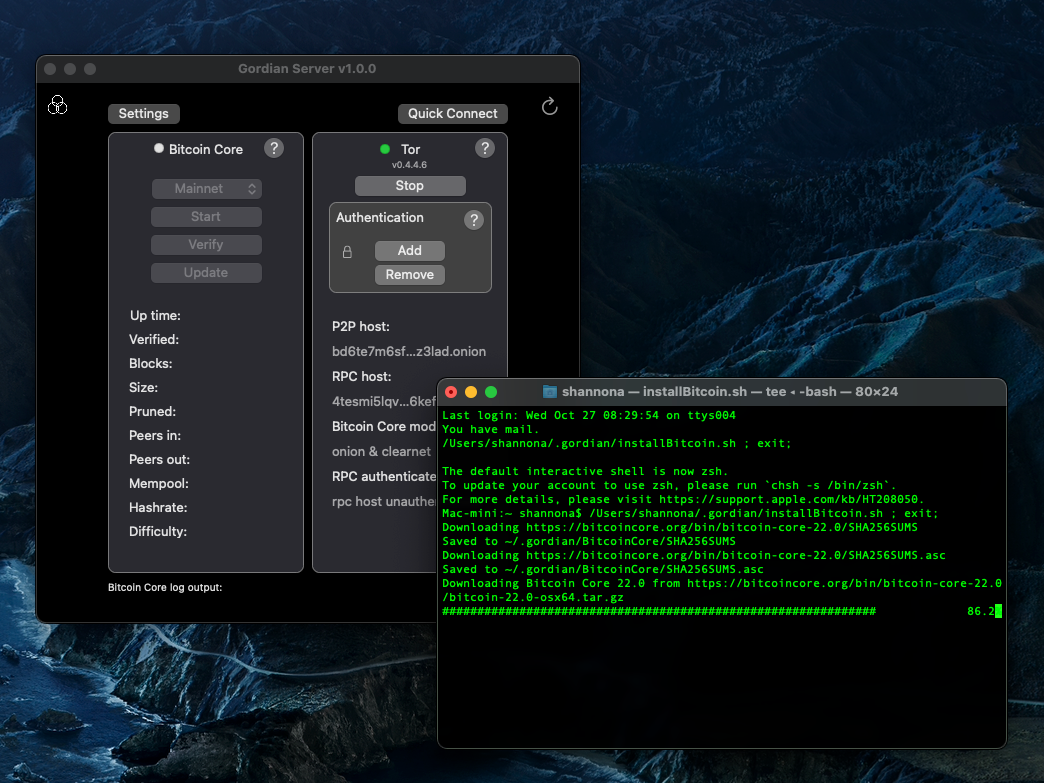 Gordian Server v1.0.0
Settings
Quick Connect
Bitcoin Core
?
Mainnet
Start
Verify
Update
Up time:
Verified:
Blocks:
Size:
Pruned:
Peers in:
Peers out:
Mempool:
Hashrate:
Difficulty:
Tor
?
v0.4.4.6
Stop
Authentication
?
Add
Remove
P2P host:
bd6te7m6sf...z3lad.onion
RPC host:
4tesmi5lqv...6kef
Bitcoin Core mod
onion & clearnet
RPC authenticate
rpc host unauthe
Bitcoin Core log output:
shannona — installBitcoin.sh — tee ◂ -bash — 80×24
Last login: Wed Oct 27 08:29:54 on ttys004
You have mail.
/Users/shannona/.gordian/installBitcoin.sh ; exit;
The default interactive shell is now zsh.
To update your account to use zsh, please run `chsh -s /bin/zsh`.
For more details, please visit https://support.apple.com/kb/HT208050.
Mac-mini:~ shannona$ /Users/shannona/.gordian/installBitcoin.sh ; exit;
Downloading https://bitcoincore.org/bin/bitcoin-core-22.0/SHA256SUMS
Saved to ~/.gordian/BitcoinCore/SHA256SUMS
Downloading https://bitcoincore.org/bin/bitcoin-core-22.0/SHA256SUMS.asc
Saved to ~/.gordian/BitcoinCore/SHA256SUMS.asc
Downloading Bitcoin Core 22.0 from https://bitcoincore.org/bin/bitcoin-core-22.0
/bitcoin-22.0-osx64.tar.gz
############################################################## 86.2